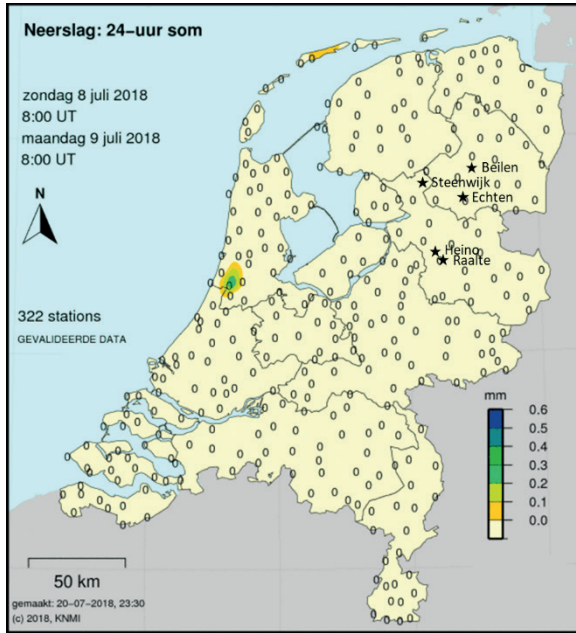 Neerslag: 24-uur som
zondag 8 juli 2018
8:00 UT
maandag 9 juli 2018
8:00 UT
N
Beilen
Steenwijk
Echten
Heino
Raalte
322 stations
GEVALIDEERDE DATA
mm
0.6
0.5
0.4
0.3
0.2
0.1
0.0
50 km
gemaakt: 20-07-2018, 23:30
(c) 2018, KNMI